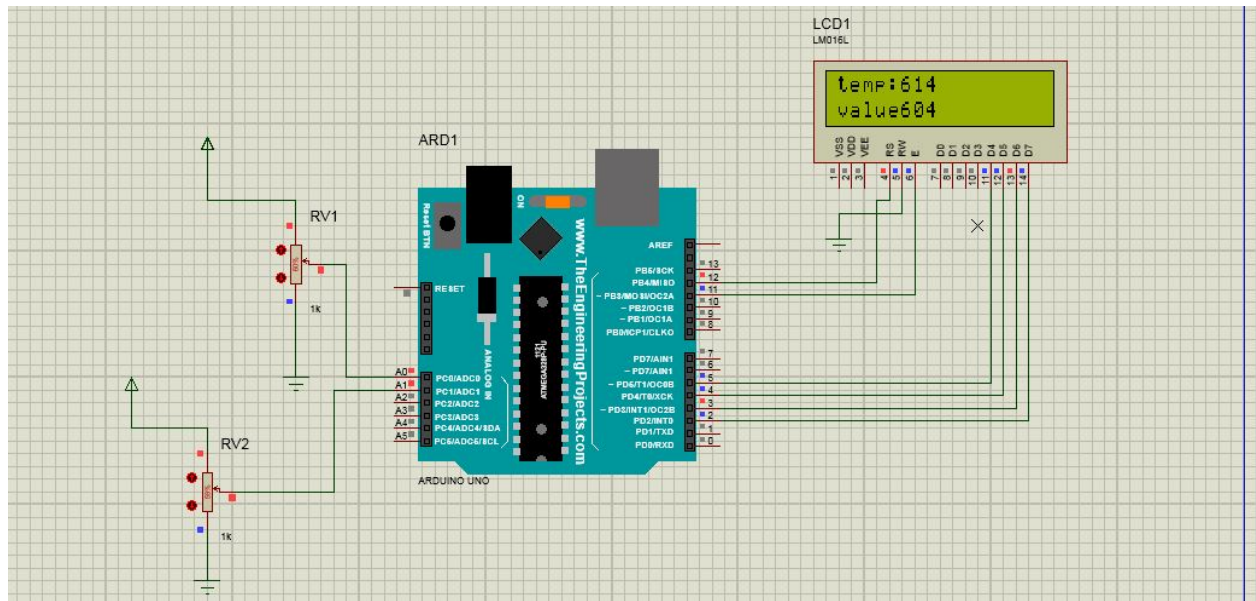 LCD1
LM016L
temp:614
value604
VSS
VDD
VEE
RS
RW
E
D0
D1
D2
D3
D4
D5
D6
D7
1
2
3
4
5
6
7
8
9
10
11
12
13
14
ARD1
Reset BTN
ON
www.TheEngineeringProjects.com
RESET
ANALOG IN
ATMEGA328P-PU
1121
AREF
PB5/SCK
13
PB4/MISO
12
~PB3/MOSI/OC2A
11
~PB2/OC1B
10
~PB1/OC1A
9
PB0/ICP1/CLKO
8
PD7/AIN1
7
~PD7/AIN1
6
~PD5/T1/OC0B
5
PD4/T0/XCK
4
~PD3/INT1/OC2B
3
PD2/INT0
2
PD1/TXD
1
PD0/RXD
0
A0
PC0/ADC0
A1
PC1/ADC1
A2
PC2/ADC2
A3
PC3/ADC3
A4
PC4/ADC4/SDA
A5
PC5/ADC5/SCL
ARDUINO UNO
RV1
60%
1k
RV2
1k